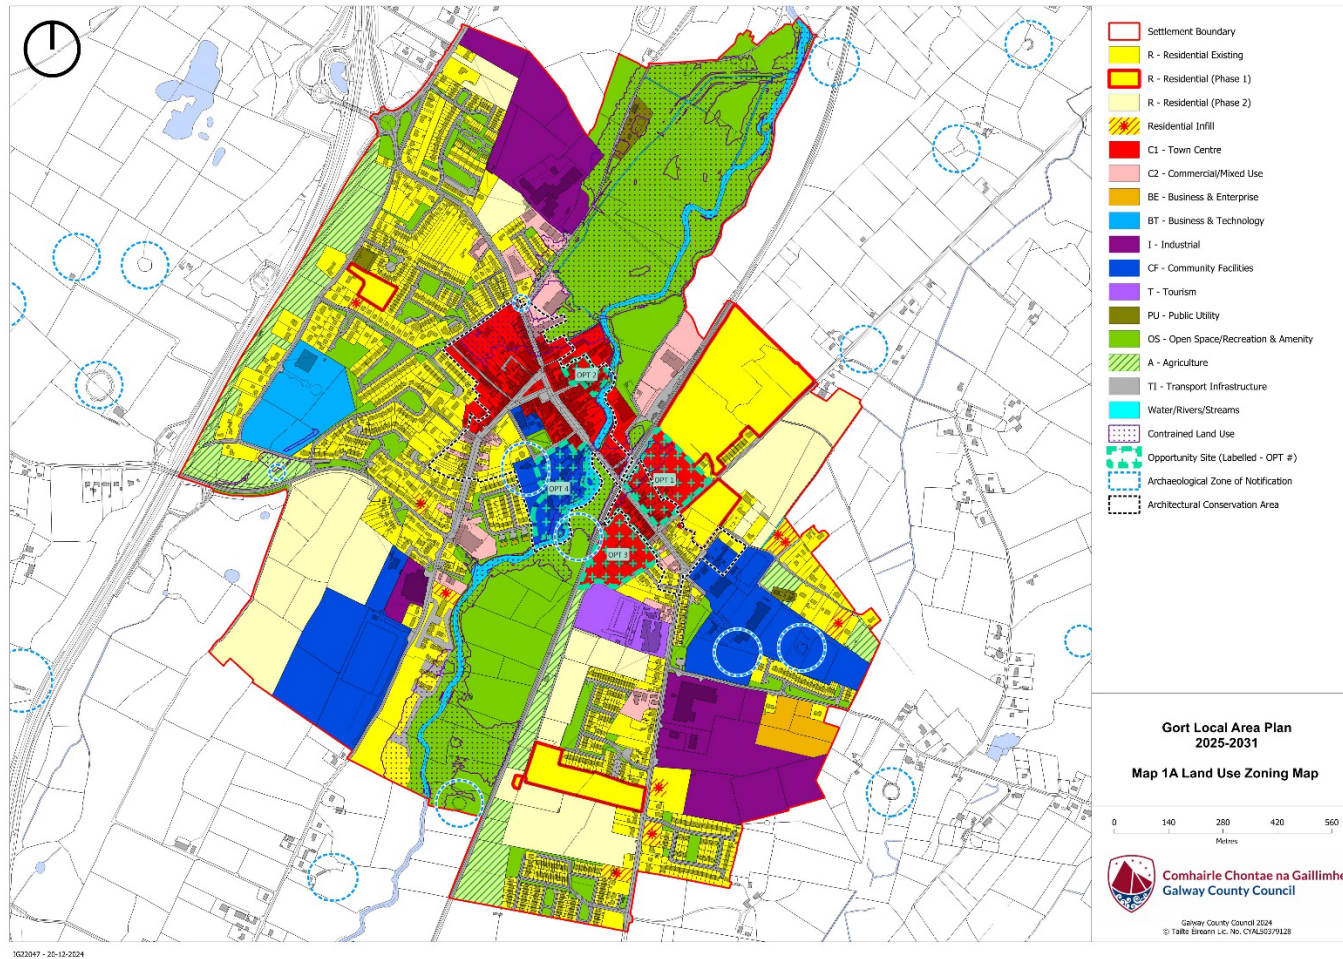 OPT 2
OPT 1
OPT 4
OPT 3
Settlement Boundary
R - Residential Existing
R - Residential (Phase 1)
R - Residential (Phase 2)
Residential Infill
C1 - Town Centre
C2 - Commercial/Mixed Use
BE - Business & Enterprise
BT - Business & Technology
I - Industrial
CF - Community Facilities
T - Tourism
PU - Public Utility
OS - Open Space/Recreation & Amenity
A - Agriculture
TI - Transport Infrastructure
Water/Rivers/Streams
Contrained Land Use
Opportunity Site (Labelled - OPT #)
Archaeological Zone of Notification
Architectural Conservation Area
Gort Local Area Plan
2025-2031
Map 1A Land Use Zoning Map
0 140 280 420 560
Metres
Comhairle Chontae na Gaillimhe
Galway County Council
Galway County Council 2024
© Tailte Éireann Lic. No. CYAL50379128
IG22047 - 20-12-2024